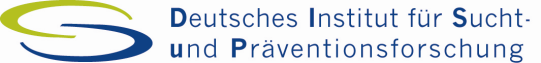 Deutsches Institut für Sucht-
und Präventionsforschung